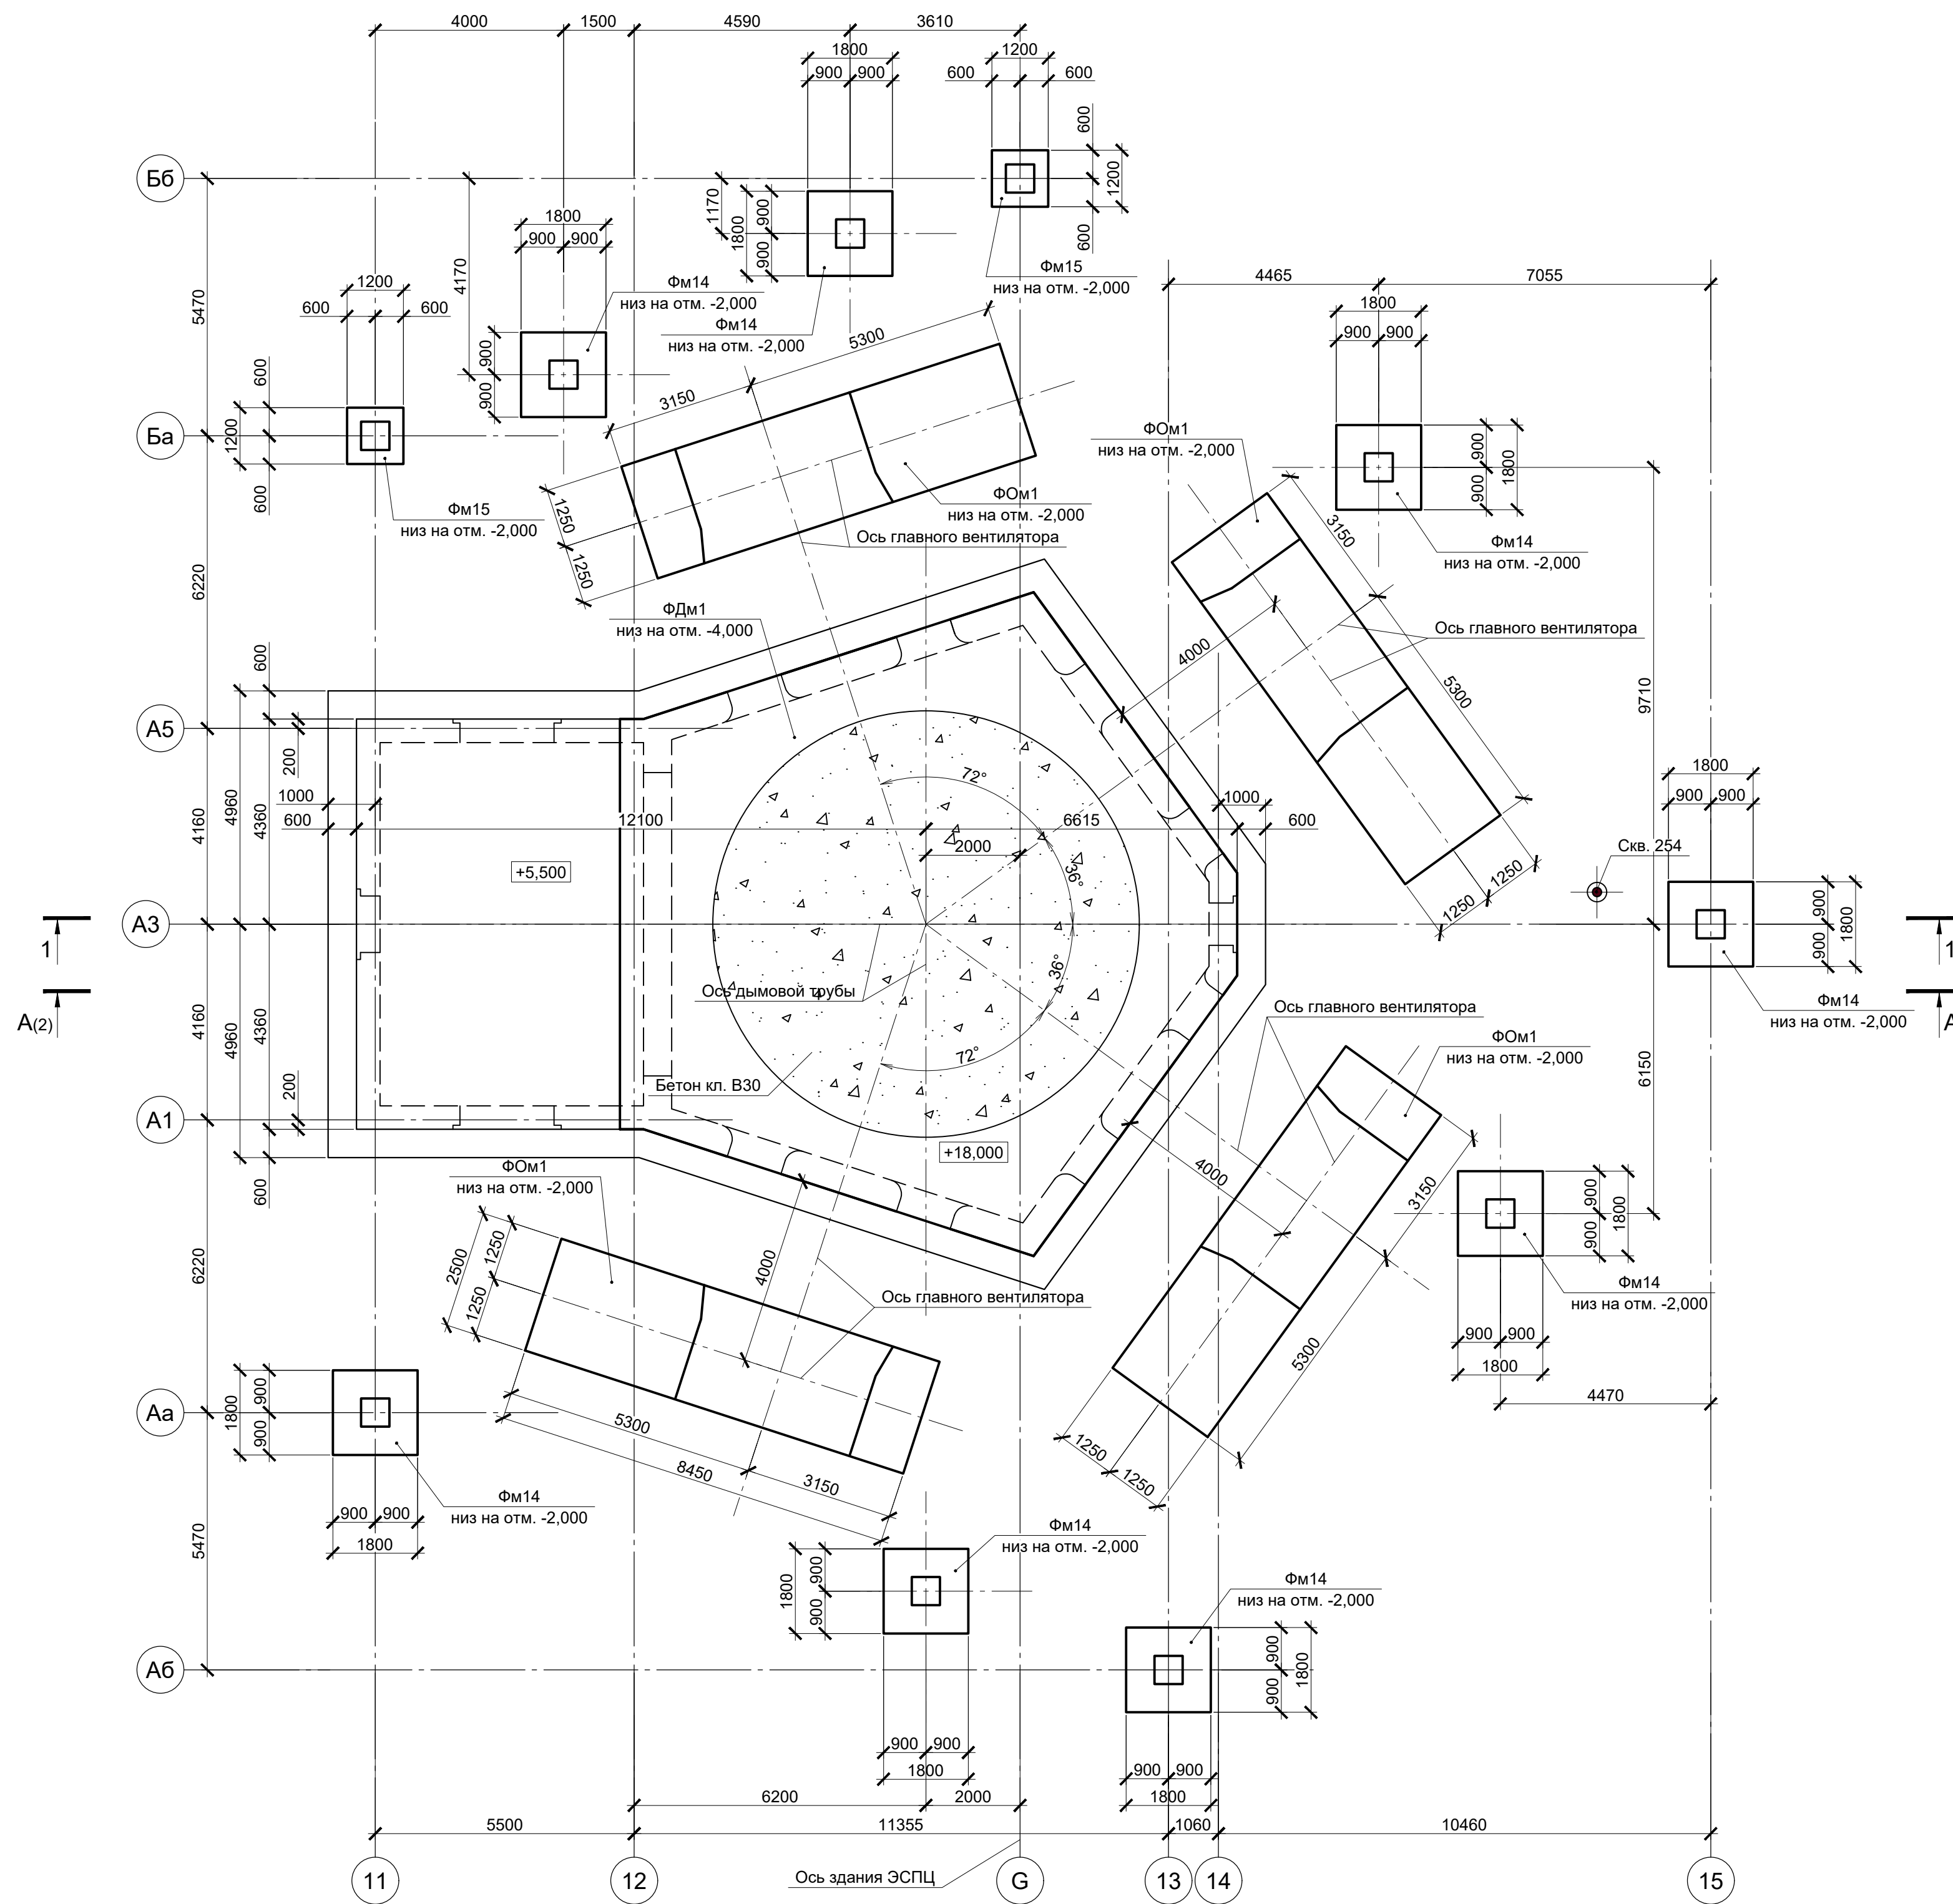 4000 1500 4590 3610
1800
900 900
1200
600 600
Бб
600
1200
600
1170
1800
900
900
1800
900 900
4170
5470
Фм14
низ на отм. -2,000
Фм14
низ на отм. -2,000
Фм15
низ на отм. -2,000
4465 7055
1800
900 900
1200
600 600
900
900
5300
3150
600
1200
600
Ба
ФОм1
низ на отм. -2,000
900
900
1800
Фм15
низ на отм. -2,000
1250
1250
ФОм1
низ на отм. -2,000
Ось главного вентилятора
3150
Фм14
низ на отм. -2,000
6220
ФДм1
низ на отм. -4,000
Ось главного вентилятора
4000
5300
9710
600
А5
200
72°
1000
1000
4160
4960
4360
600 12100 6615 600
2000
1800
900 900
+5,500
36°
Скв. 254
1250
1250
900
900
1800
1
А3
1
36°
Ось дымовой трубы
А(2)
А
Фм14
низ на отм. -2,000
4160
4960
4360
Ось главного вентилятора
ФОм1
низ на отм. -2,000
72°
Бетон кл. В30
200
6150
А1
+18,000
600
ФОм1
низ на отм. -2,000
4000
3150
900
900
1800
2500
1250
1250
4000
6220
Ось главного вентилятора
Фм14
низ на отм. -2,000
900 900
1800
5300
4470
Аа
1800
900
900
5300
8450
3150
1250
1250
Фм14
низ на отм. -2,000
900 900
1800
5470
Фм14
низ на отм. -2,000
1800
900
900
Фм14
низ на отм. -2,000
900
900
1800
Аб
900 900
1800
900 900
1800
6200 2000
5500 11355 1060 10460
Ось здания ЭСПЦ
11 12 G 13 14 15